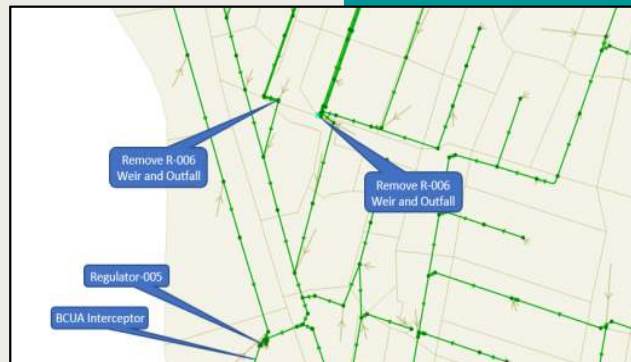 Remove R-006
Weir and Outfall
Remove R-006
Weir and Outfall
Regulator-005
BCUA Interceptor